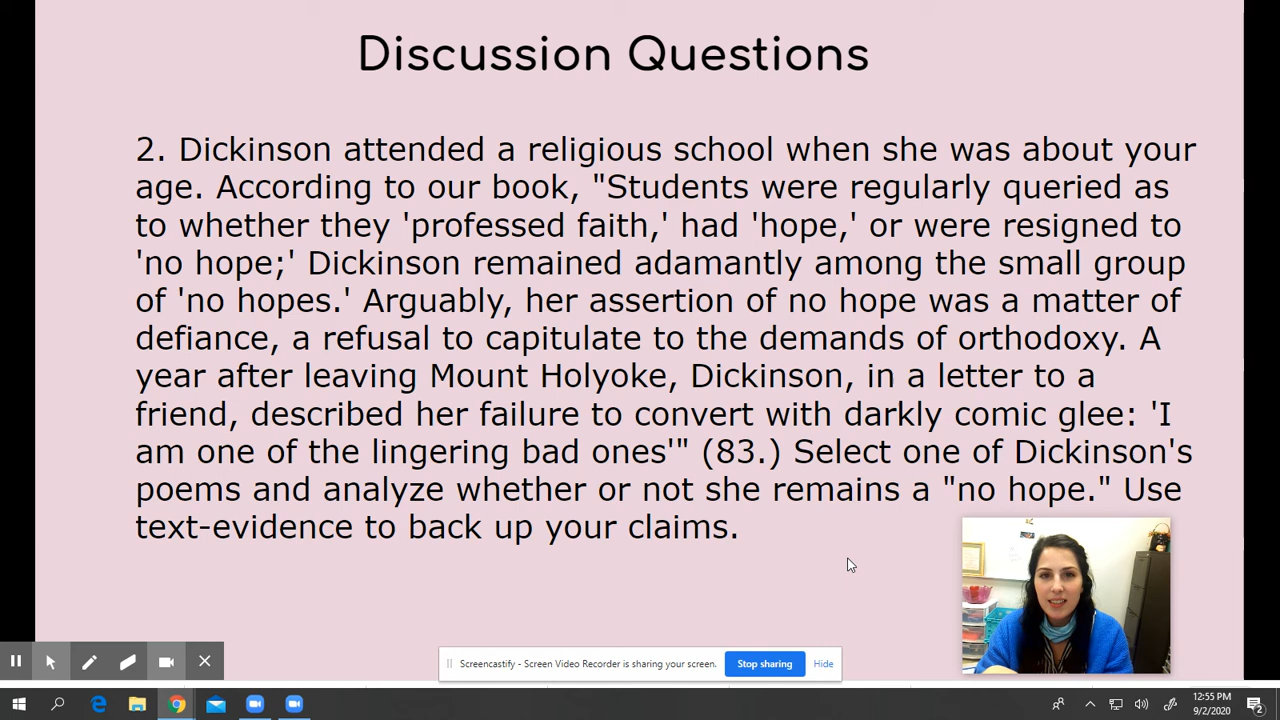 Discussion Questions
2. Dickinson attended a religious school when she was about your
age. According to our book, "Students were regularly queried as
to whether they 'professed faith,' had 'hope,' or were resigned to
'no hope;' Dickinson remained adamantly among the small group
of 'no hopes.' Arguably, her assertion of no hope was a matter of
defiance, a refusal to capitulate to the demands of orthodoxy. A
year after leaving Mount Holyoke, Dickinson, in a letter to a
friend, described her failure to convert with darkly comic glee: 'I
am one of the lingering bad ones'" (83.) Select one of Dickinson's
poems and analyze whether or not she remains a "no hope." Use
text-evidence to back up your claims.
Screencastify - Screen Video Recorder is sharing your screen.
Stop sharing
Hide
12:55 PM
9/2/2020
2